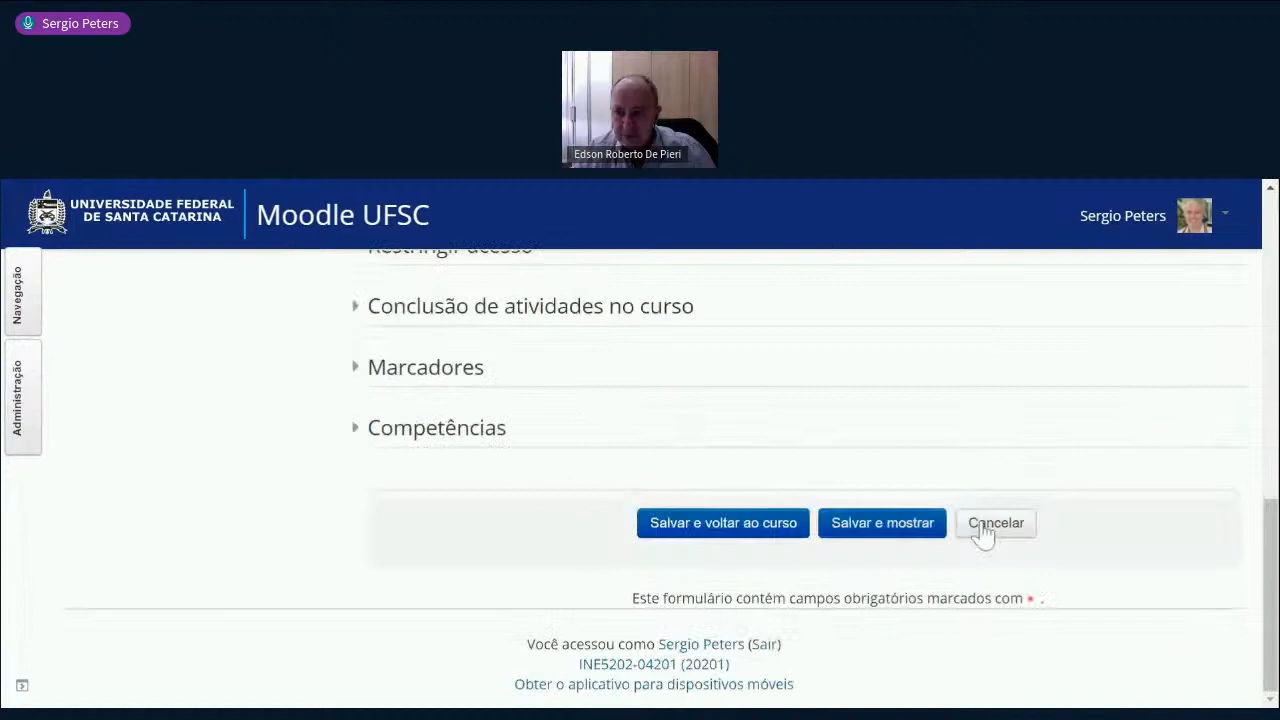 Sergio Peters
Edson Roberto De Pieri
UNIVERSIDADE FEDERAL
DE SANTA CATARINA
Moodle UFSC
Sergio Peters
Navegação
Administração
Restringir acesso
Conclusão de atividades no curso
Marcadores
Competências
Salvar e voltar ao curso
Salvar e mostrar
Cancelar
Este formulário contém campos obrigatórios marcados com * .
Você acessou como Sergio Peters (Sair)
INE5202-04201 (20201)
Obter o aplicativo para dispositivos móveis